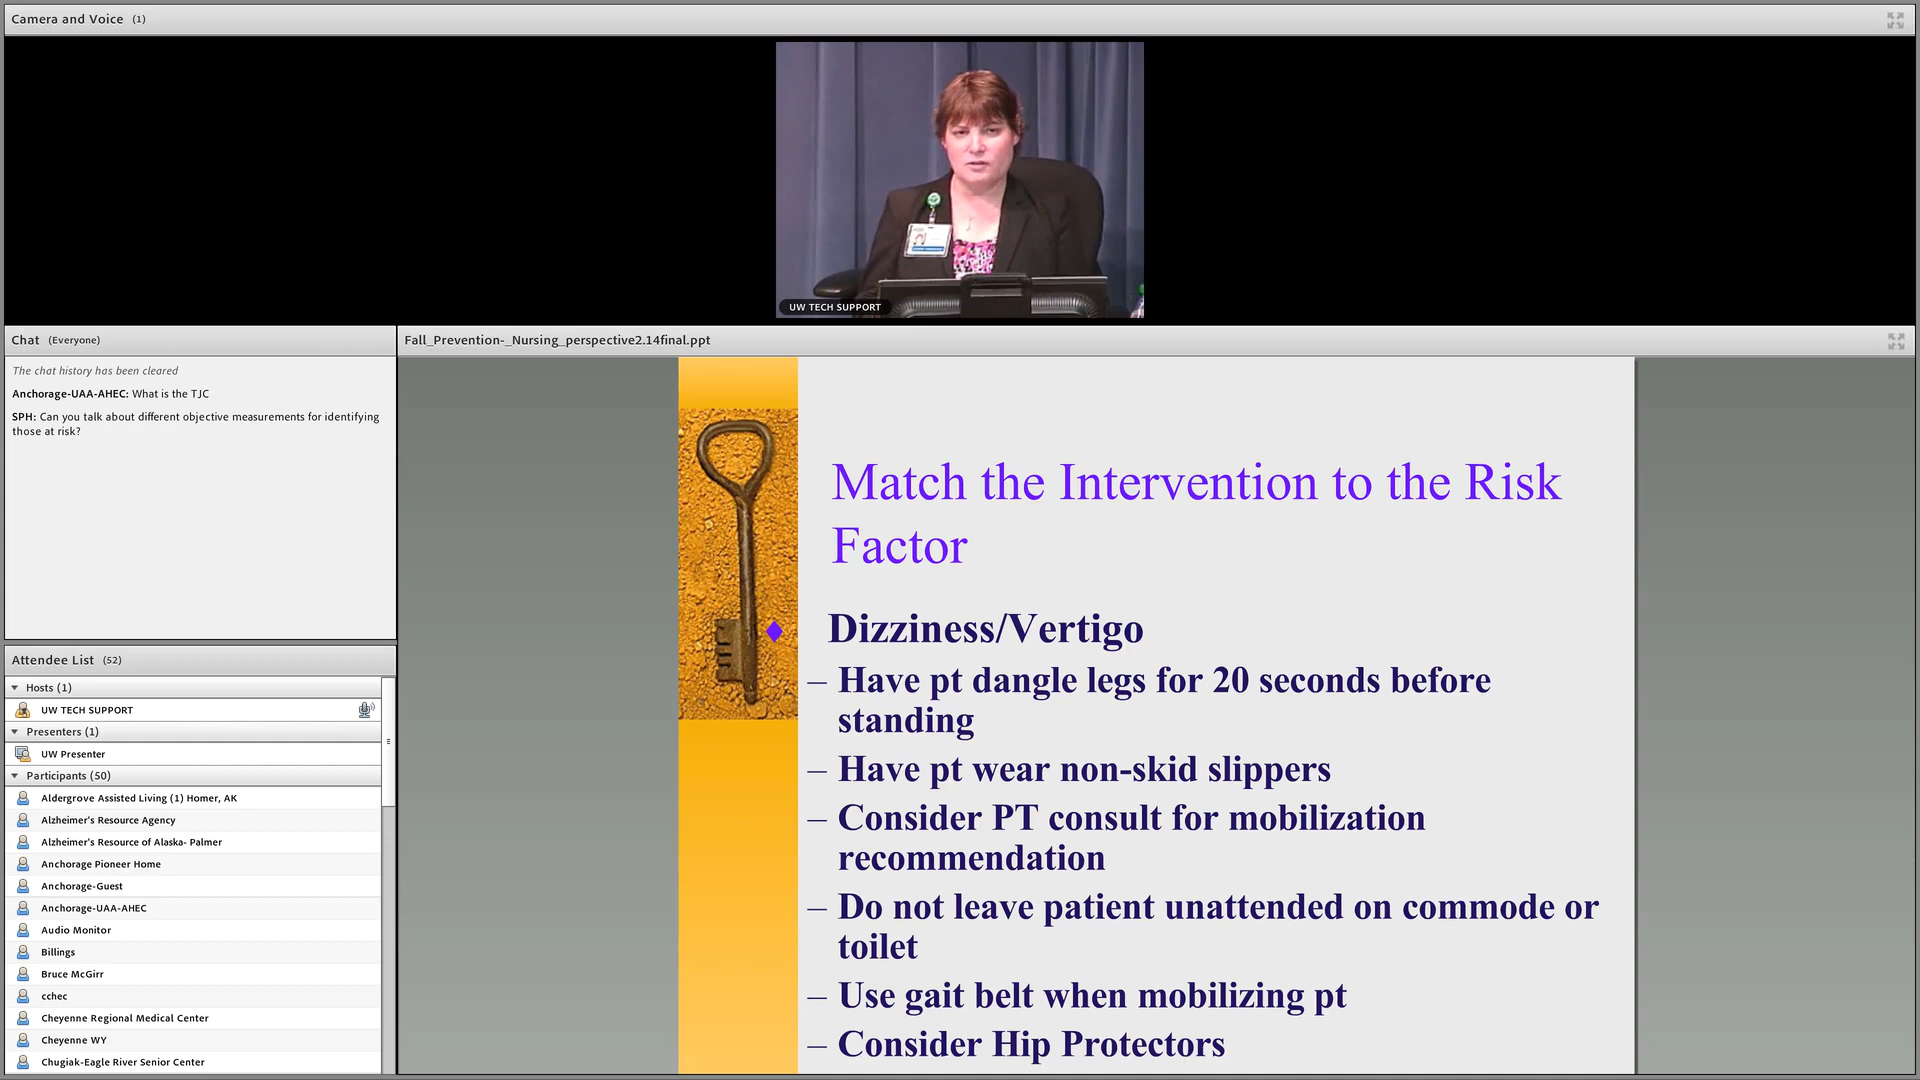 Camera and Voice (1)
UW TECH SUPPORT
Chat (Everyone)
The chat history has been cleared
Anchorage-UAA-AHEC: What is the TJC
SPH: Can you talk about different objective measurements for identifying
those at risk?
Attendee List (52)
Hosts (1)
UW TECH SUPPORT
Presenters (1)
UW Presenter
Participants (50)
Aldergrove Assisted Living (1) Homer, AK
Alzheimer's Resource Agency
Alzheimer's Resource of Alaska- Palmer
Anchorage Pioneer Home
Anchorage-Guest
Anchorage-UAA-AHEC
Audio Monitor
Billings
Bruce McGirr
cchec
Cheyenne Regional Medical Center
Cheyenne WY
Chugiak-Eagle River Senior Center
Fall_Prevention-_Nursing_perspective2.14final.ppt
Match the Intervention to the Risk
Factor
Dizziness/Vertigo
– Have pt dangle legs for 20 seconds before
standing
– Have pt wear non-skid slippers
– Consider PT consult for mobilization
recommendation
– Do not leave patient unattended on commode or
toilet
– Use gait belt when mobilizing pt
– Consider Hip Protectors